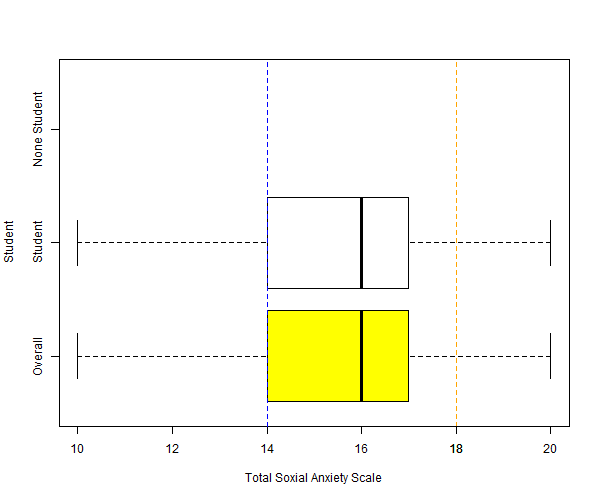 None Student
Student
Student
Overall
10 12 14 16 18 20
Total Soxial Anxiety Scale